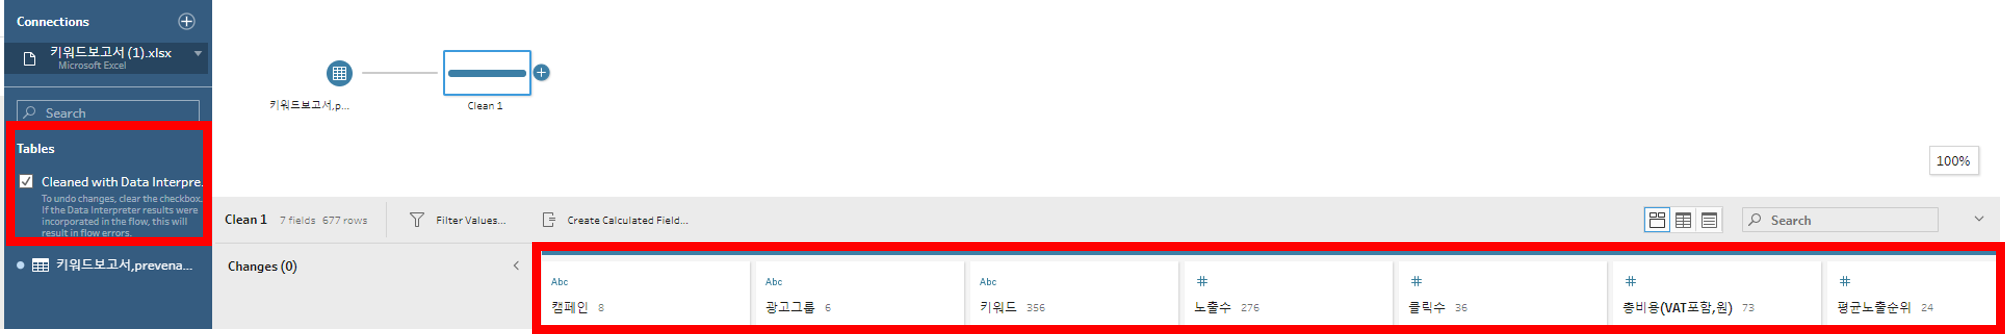 Connections
키워드보고서 (1).xlsx
Microsoft Excel
Search
Tables
Cleaned with Data Interpre.
To undo changes, clear the checkbox.
If the Data Interpreter results were
incorporated in the flow, this will
result in flow errors.
키워드보고서,prevena...
키워드보고서,p...
Clean 1
100%
Clean 1 7 fields 677 rows Filter Values... Create Calculated Field... Search
Changes (0)
Abc Abc Abc # # # #
캠페인 8 광고그룹 6 키워드 356 노출수 276 클릭수 36 총비용(VAT포함,원) 73 평균노출순위 24